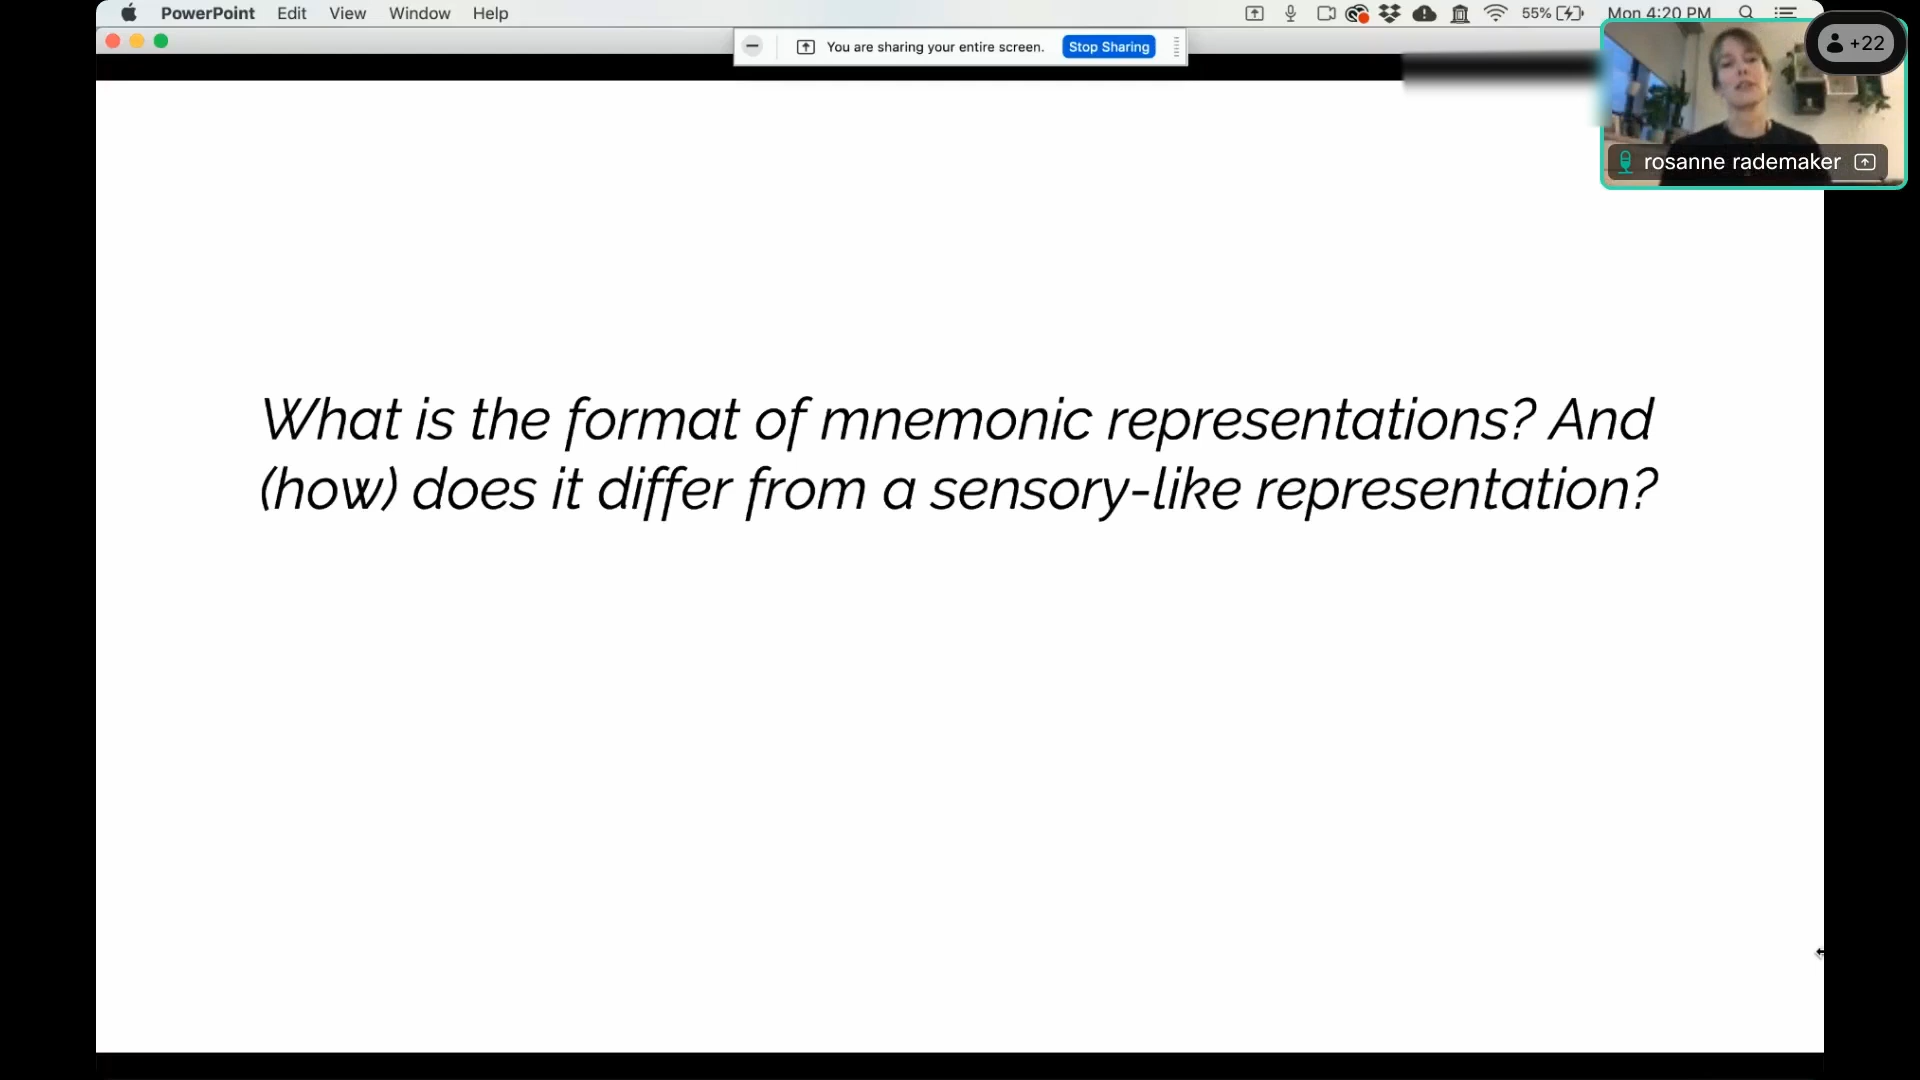 PowerPoint Edit View Window Help 55% Mon 4:20 PM
You are sharing your entire screen. Stop Sharing
+22
rosanne rademaker
What is the format of mnemonic representations? And
(how) does it differ from a sensory-like representation?